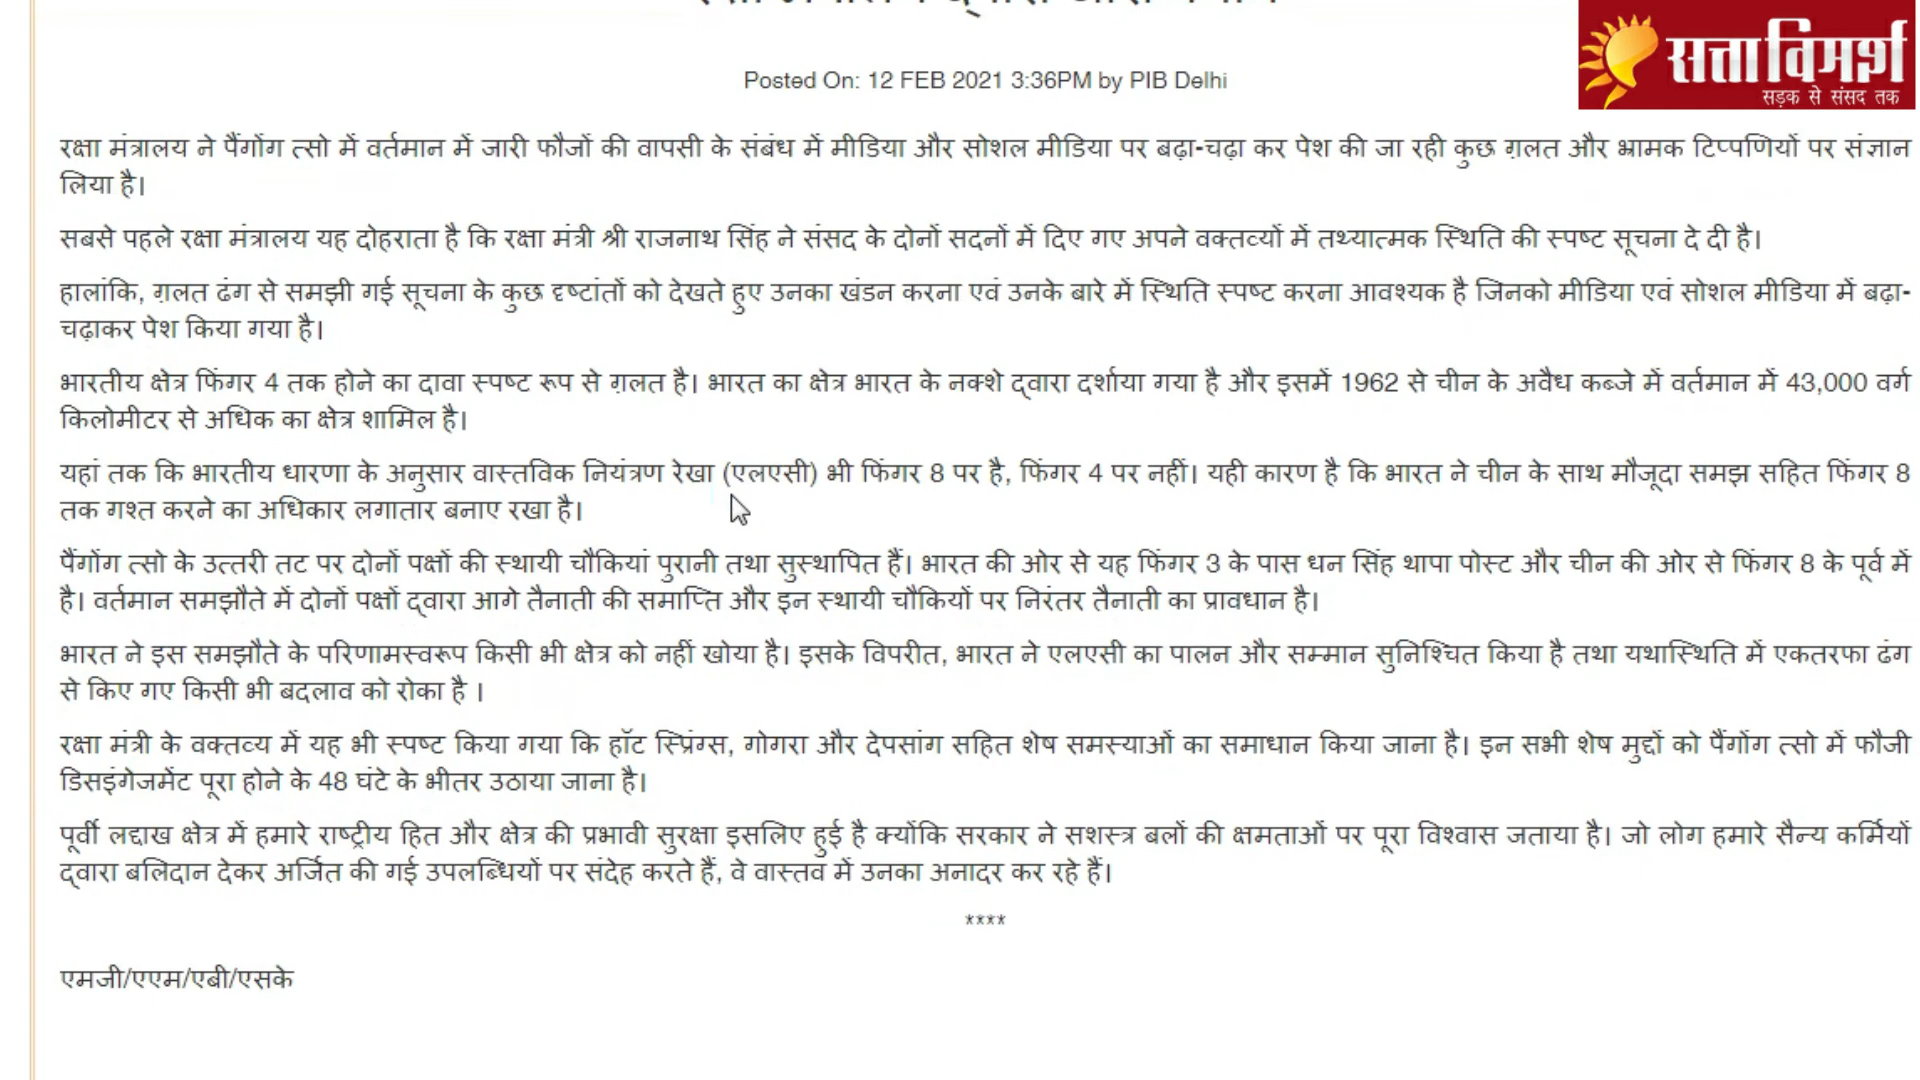 सत्ता विमर्श
सड़क से संसद तक
Posted On: 12 FEB 2021 3:36PM by PIB Delhi
रक्षा मंत्रालय ने पैंगोंग त्सो में वर्तमान में जारी फौजों की वापसी के संबंध में मीडिया और सोशल मीडिया पर बढ़ा-चढ़ा कर पेश की जा रही कुछ ग़लत और भ्रामक टिप्पणियों पर संज्ञान
लिया है।
सबसे पहले रक्षा मंत्रालय यह दोहराता है कि रक्षा मंत्री श्री राजनाथ सिंह ने संसद के दोनों सदनों में दिए गए अपने वक्तव्यों में तथ्यात्मक स्थिति की स्पष्ट सूचना दे दी है।
हालांकि, ग़लत ढंग से समझी गई सूचना के कुछ दृष्टांतों को देखते हुए उनका खंडन करना एवं उनके बारे में स्थिति स्पष्ट करना आवश्यक है जिनको मीडिया एवं सोशल मीडिया में बढ़ा-
चढ़ाकर पेश किया गया है।
भारतीय क्षेत्र फिंगर 4 तक होने का दावा स्पष्ट रूप से ग़लत है। भारत का क्षेत्र भारत के नक्शे द्वारा दर्शाया गया है और इसमें 1962 से चीन के अवैध कब्जे में वर्तमान में 43,000 वर्ग
किलोमीटर से अधिक का क्षेत्र शामिल है।
यहां तक कि भारतीय धारणा के अनुसार वास्तविक नियंत्रण रेखा (एलएसी) भी फिंगर 8 पर है, फिंगर 4 पर नहीं। यही कारण है कि भारत ने चीन के साथ मौजूदा समझ सहित फिंगर 8
तक गश्त करने का अधिकार लगातार बनाए रखा है।
पैंगोंग त्सो के उत्तरी तट पर दोनों पक्षों की स्थायी चौकियां पुरानी तथा सुस्थापित हैं। भारत की ओर से यह फिंगर 3 के पास धन सिंह थापा पोस्ट और चीन की ओर से फिंगर 8 के पूर्व में
है। वर्तमान समझौते में दोनों पक्षों द्वारा आगे तैनाती की समाप्ति और इन स्थायी चौकियों पर निरंतर तैनाती का प्रावधान है।
भारत ने इस समझौते के परिणामस्वरूप किसी भी क्षेत्र को नहीं खोया है। इसके विपरीत, भारत ने एलएसी का पालन और सम्मान सुनिश्चित किया है तथा यथास्थिति में एकतरफा ढंग
से किए गए किसी भी बदलाव को रोका है ।
रक्षा मंत्री के वक्तव्य में यह भी स्पष्ट किया गया कि हॉट स्प्रिंग्स, गोगरा और देपसांग सहित शेष समस्याओं का समाधान किया जाना है। इन सभी शेष मुद्दों को पैंगोंग त्सो में फौजी
डिसइंगेजमेंट पूरा होने के 48 घंटे के भीतर उठाया जाना है।
पूर्वी लद्दाख क्षेत्र में हमारे राष्ट्रीय हित और क्षेत्र की प्रभावी सुरक्षा इसलिए हुई है क्योंकि सरकार ने सशस्त्र बलों की क्षमताओं पर पूरा विश्वास जताया है। जो लोग हमारे सैन्य कर्मियों
द्वारा बलिदान देकर अर्जित की गई उपलब्धियों पर संदेह करते हैं, वे वास्तव में उनका अनादर कर रहे हैं।
****
एमजी/एएम/एबी/एसके